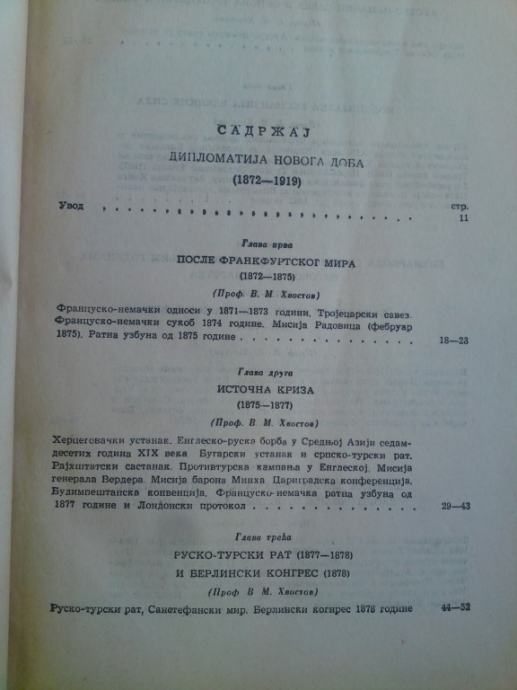 САДРЖАЈ
ДИПЛОМАТИЈА НОВОГА ДОБА
(1872—1919)
стр.
Увод . . . . . . . . . . . . . . . . . . . . . . . 11
Глава прва
ПОСЛЕ ФРАНКФУРТСКОГ МИРА
(1872—1875)
(Проф. В. М. Хвостов)
Француско-немачки односи у 1871—1873 години, Тројецарски савез.
Француско-немачки сукоб 1874 године. Мисија Радовица (фебруар
1875). Ратна узбуна од 1875 године . . . . . . . . . . . . 18—28
Глава друга
ИСТОЧНА КРИЗА
(1875—1877)
(Проф. В. М. Хвостов)
Херцеговачки устанак. Енглеско-руска борба у Средњој Азији седам-
десетих година XIX века Бугарски устанак и српско-турски рат.
Рајхштатски састанак. Противтурска кампања у Енглеској. Мисија
генерала Вердера. Мисија барона Минха Цариградска конференција.
Будимпештанска конвенција, Француско-немачка ратна узбуна од
1877 године и Лондонски протокол . . . . . . . . . . . . 29—43
Глава трећа
РУСКО-ТУРСКИ РАТ (1877—1878)
И БЕРЛИНСКИ КОНГРЕС (1878)
(Проф. В М. Хвостов)
Руско-турски рат, Санстефански мир. Берлински когнрес 1878 године 44—52